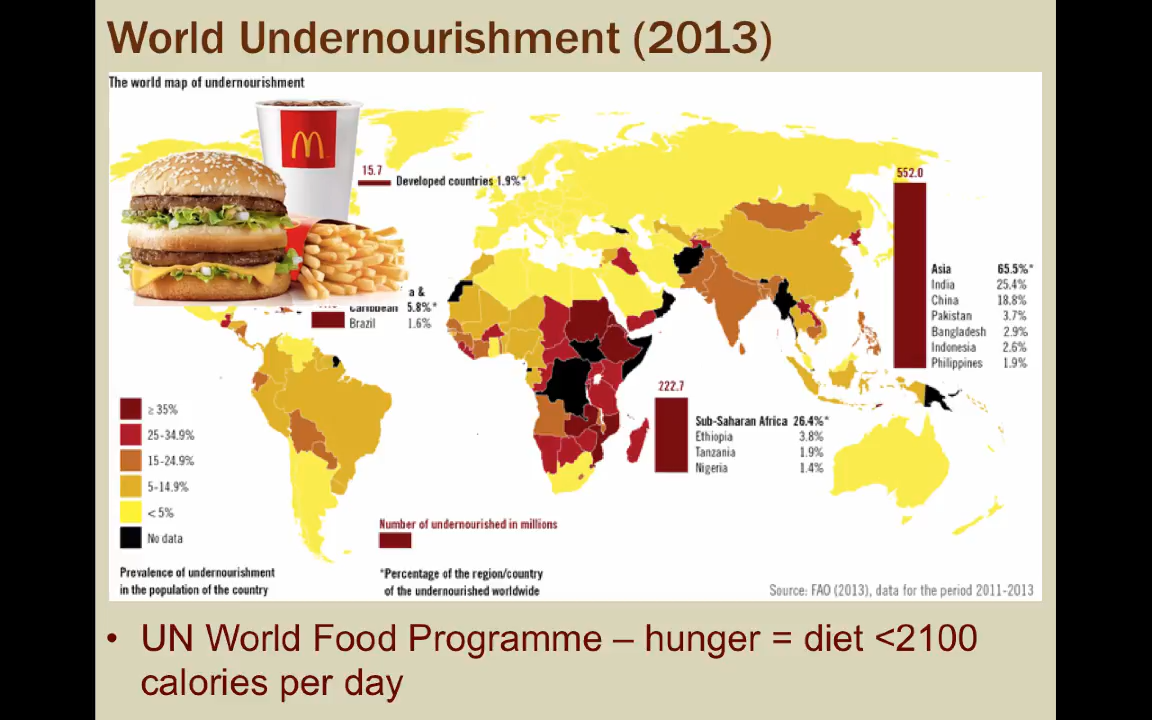 World Undernourishment (2013)
The world map of undernourishment
15.7
Developed countries 1.9%*
552.0
Asia 65.5%*
India 25.4%
China 18.8%
Pakistan 3.7%
Bangladesh 2.9%
Indonesia 2.6%
Philippines 1.9%
a &
Caribbean 5.8%*
Brazil 1.6%
222.7
Sub-Saharan Africa 26.4%*
Ethiopia 3.8%
Tanzania 1.9%
Nigeria 1.4%
≥ 35%
25-34.9%
15-24.9%
5-14.9%
< 5%
No data
Number of undernourished in millions
Prevalence of undernourishment
in the population of the country
*Percentage of the region/country
of the undernourished worldwide
Source: FAO (2013), data for the period 2011-2013
• UN World Food Programme – hunger = diet <2100
calories per day